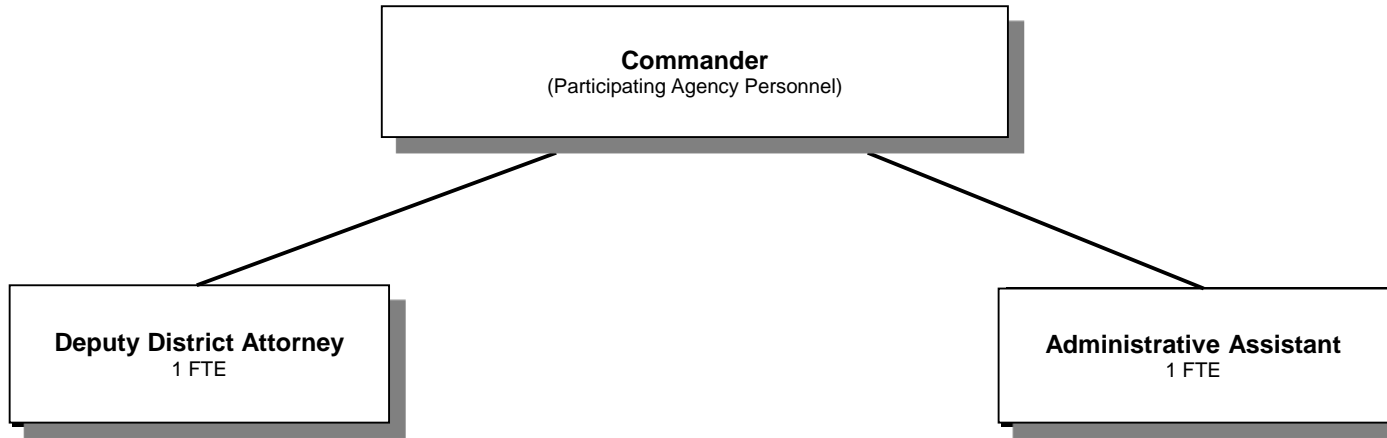 Commander
(Participating Agency Personnel)
Deputy District Attorney
1 FTE
Administrative Assistant
1 FTE